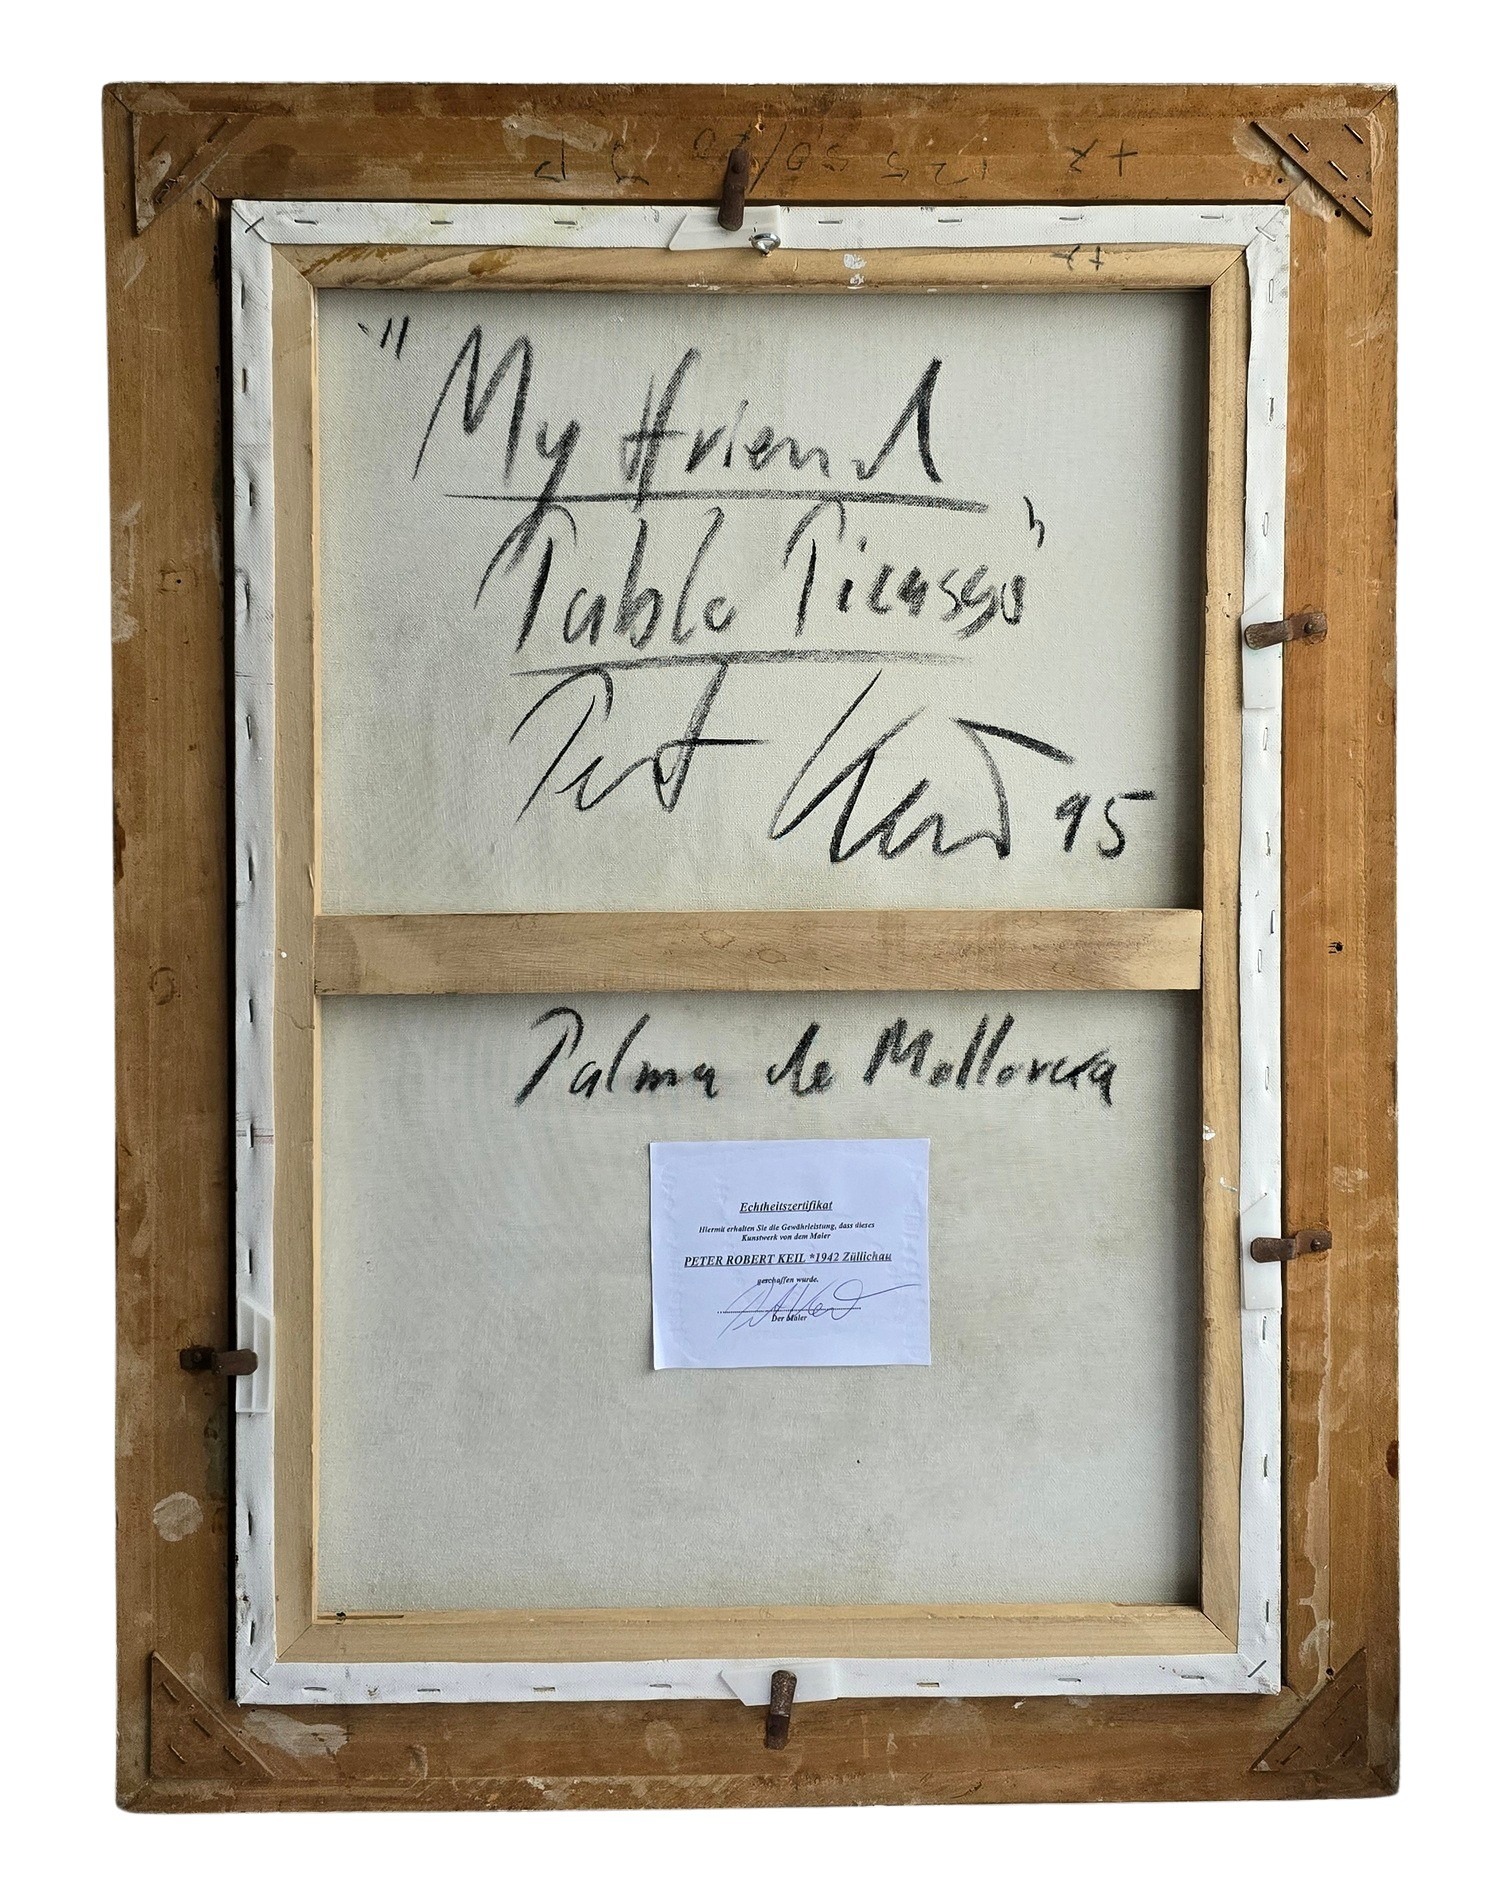 "My Friend
Pablo Picasso"
Peter Keil 95
Palma de Mallorca
Echtheitszertifikat
Hiermit erhalten Sie die Gewährleistung, dass dieses
Kunstwerk von dem Maler
PETER ROBERT KEIL *1942 Züllichau
geschaffen wurde.
Der Maler